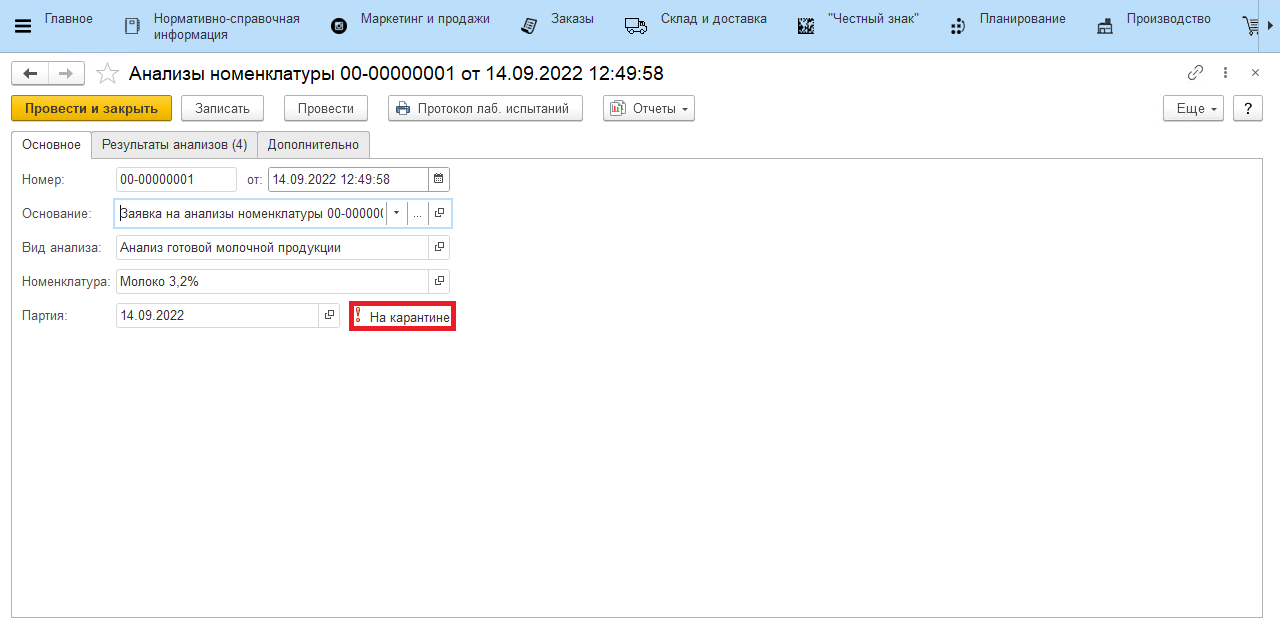 Главное
Нормативно-справочная
информация
Маркетинг и продажи
Заказы
Склад и доставка
"Честный знак"
Планирование
Производство
Анализы номенклатуры 00-00000001 от 14.09.2022 12:49:58
Провести и закрыть
Записать
Провести
Протокол лаб. испытаний
Отчеты
Еще
?
Основное
Результаты анализов (4)
Дополнительно
Номер: 00-00000001 от: 14.09.2022 12:49:58
Основание: Заявка на анализы номенклатуры 00-000000 ...
Вид анализа: Анализ готовой молочной продукции
Номенклатура: Молоко 3,2%
Партия: 14.09.2022 На карантине